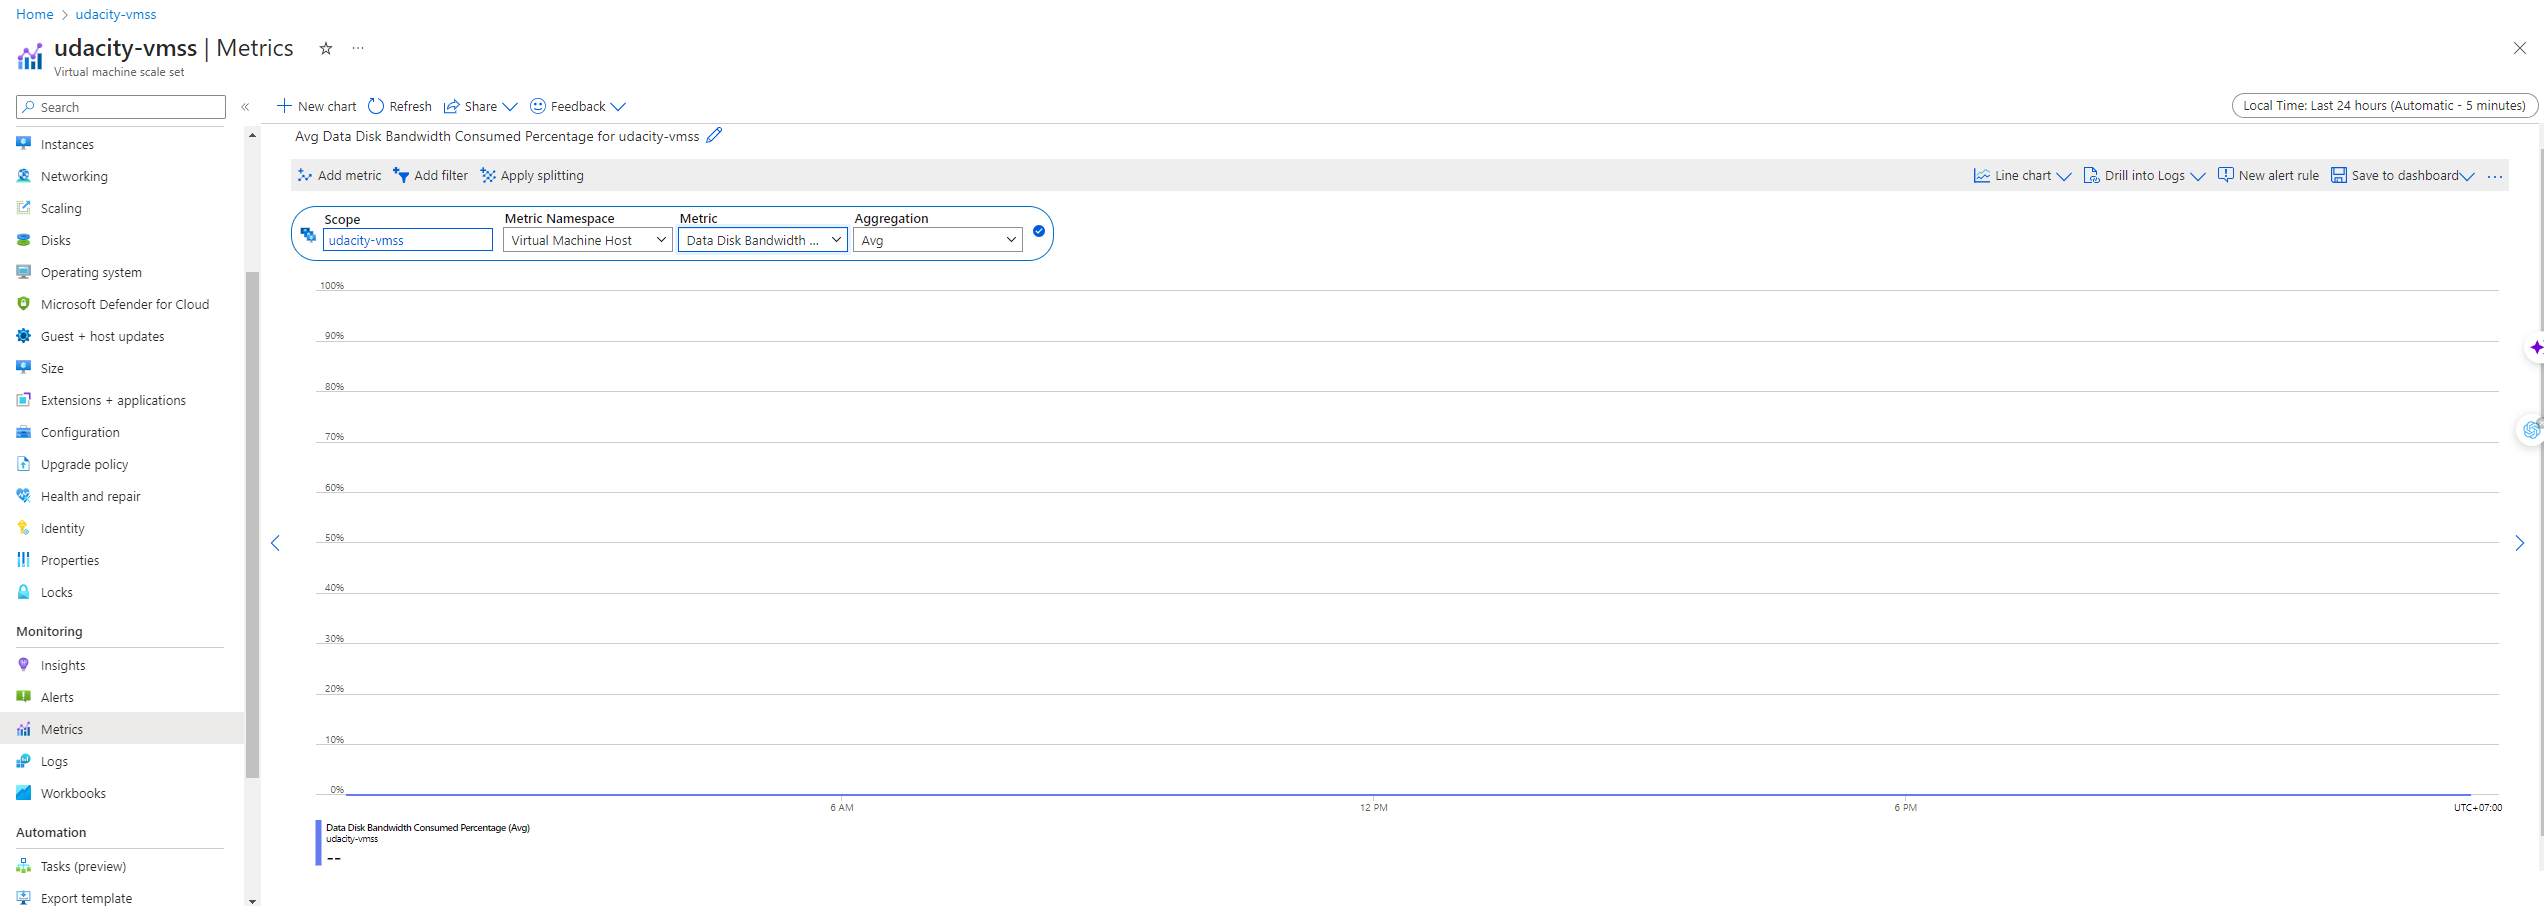 Home > udacity-vmss
udacity-vmss | Metrics
Virtual machine scale set
Search
Instances
Networking
Scaling
Disks
Operating system
Microsoft Defender for Cloud
Guest + host updates
Size
Extensions + applications
Configuration
Upgrade policy
Health and repair
Identity
Properties
Locks
Monitoring
Insights
Alerts
Metrics
Logs
Workbooks
Automation
Tasks (preview)
Export template
New chart Refresh Share Feedback
Local Time: Last 24 hours (Automatic - 5 minutes)
Avg Data Disk Bandwidth Consumed Percentage for udacity-vmss
Add metric Add filter Apply splitting
Line chart Drill into Logs New alert rule Save to dashboard ...
Scope Metric Namespace Metric Aggregation
udacity-vmss Virtual Machine Host Data Disk Bandwidth ... Avg
100%
90%
80%
70%
60%
50%
40%
30%
20%
10%
0%
6 AM 12 PM 6 PM UTC+07:00
Data Disk Bandwidth Consumed Percentage (Avg)
udacity-vmss
--